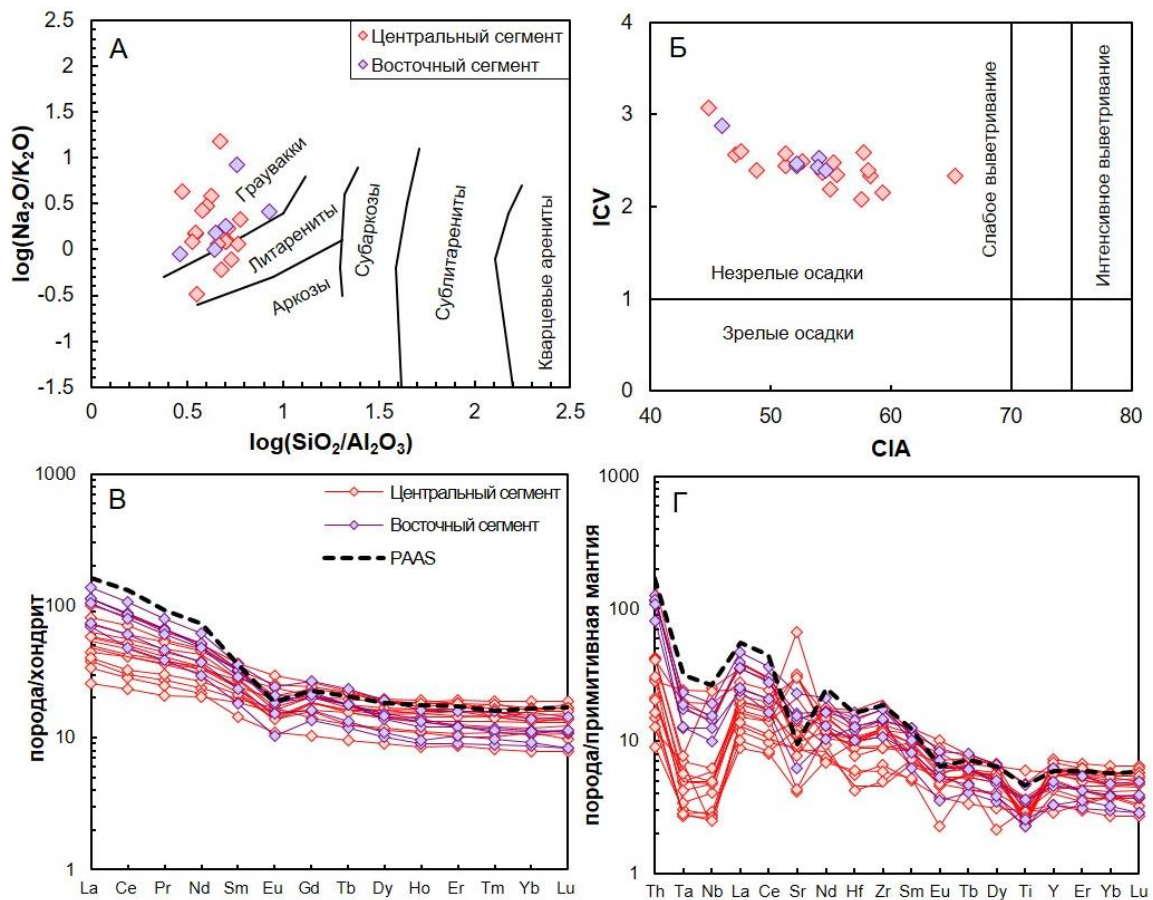 А
Центральный сегмент
Восточный сегмент
2.5
2
1.5
1
0.5
0
-0.5
-1
-1.5
log(Na2O/K2O)
Граувакки
Литарениты
Аркозы
Субаркозы
Сублитарениты
Кварцевые арениты
0
0.5
1
1.5
2
2.5
log(SiO2/Al2O3)
Б
4
3
2
1
0
ICV
Слабое выветривание
Интенсивное выветривание
Незрелые осадки
Зрелые осадки
40
50
60
70
80
CIA
В
Центральный сегмент
Восточный сегмент
PAAS
1000
100
10
1
порода/хондрит
La Ce Pr Nd Sm Eu Gd Tb Dy Ho Er Tm Yb Lu
Г
1000
100
10
1
порода/примитивная мантия
Th Ta Nb La Ce Sr Nd Hf Zr Sm Eu Tb Dy Ti Y Er Yb Lu